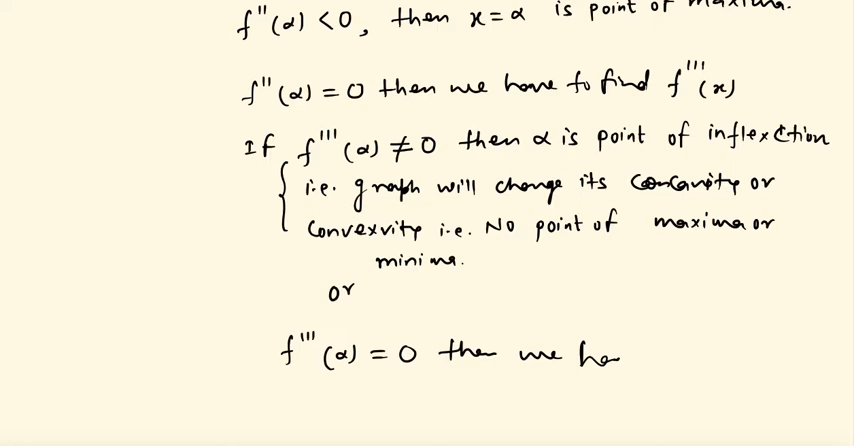 f''(α) < 0, then x = α is point of maxima.
f''(α) = 0 then we have to find f'''(x)
If f'''(α) ≠ 0 then α is point of inflexction
i.e. graph will change its concavity or
convexvity i.e. No point of maxima or
minima.
or
f'''(α) = 0 then we ha